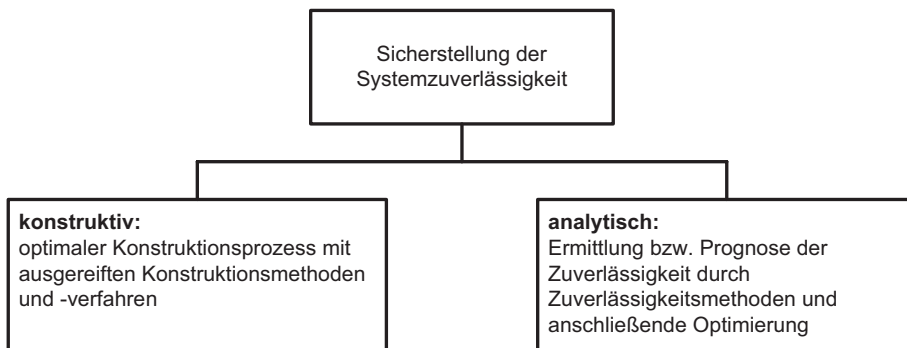 Sicherstellung der
Systemzuverlässigkeit
konstruktiv:
optimaler Konstruktionsprozess mit
ausgereiften Konstruktionsmethoden
und -verfahren
analytisch:
Ermittlung bzw. Prognose der
Zuverlässigkeit durch
Zuverlässigkeitsmethoden und
anschließende Optimierung